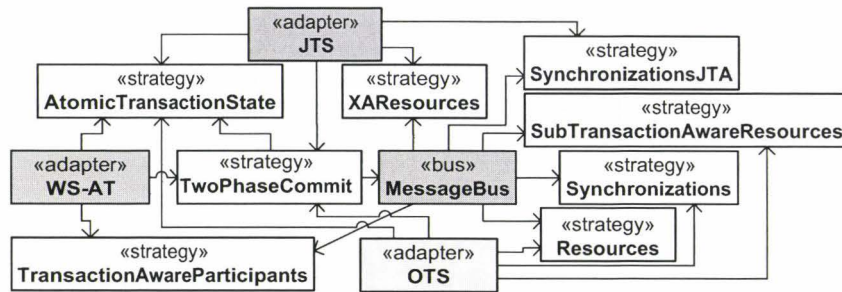 «adapter»
JTS
«strategy»
AtomicTransactionState
«strategy»
XAResources
«strategy»
SynchronizationsJTA
«strategy»
SubTransactionAwareResources
«adapter»
WS-AT
«strategy»
TwoPhaseCommit
«bus»
MessageBus
«strategy»
Synchronizations
«strategy»
TransactionAwareParticipants
«adapter»
OTS
«strategy»
Resources